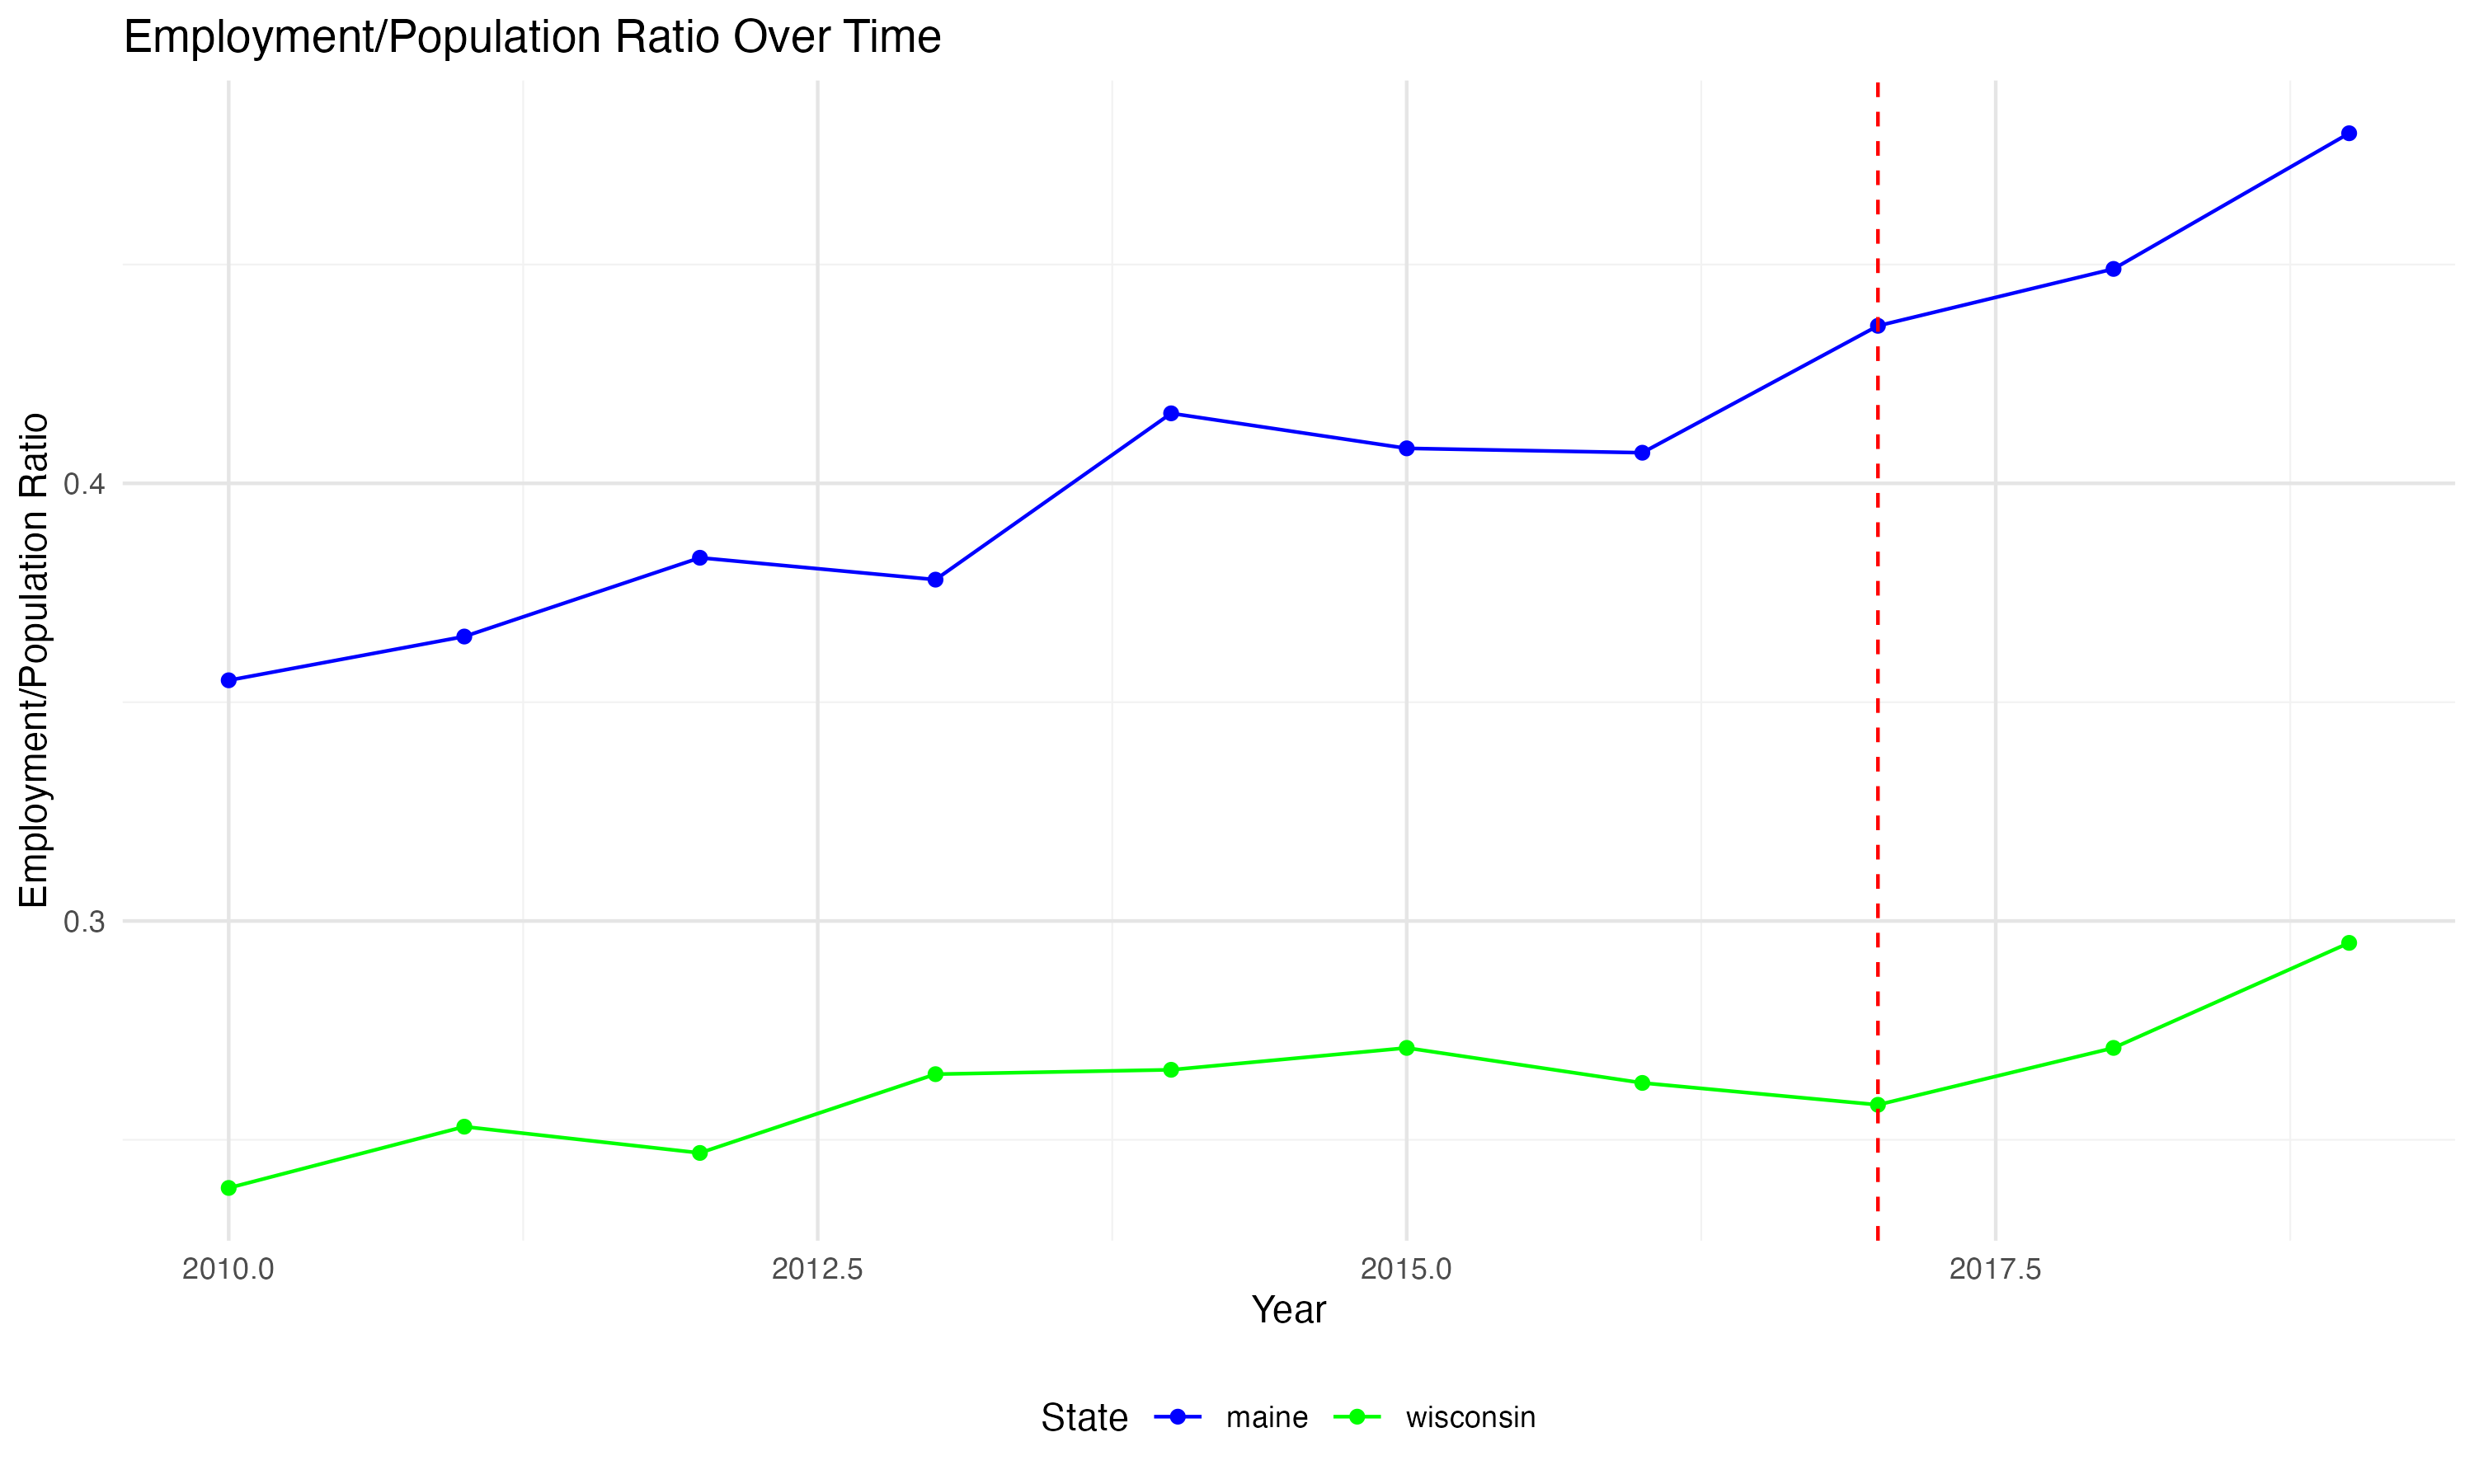 Employment/Population Ratio Over Time
Employment/Population Ratio
0.4
0.3
2010.0 2012.5 2015.0 2017.5
Year
State maine wisconsin